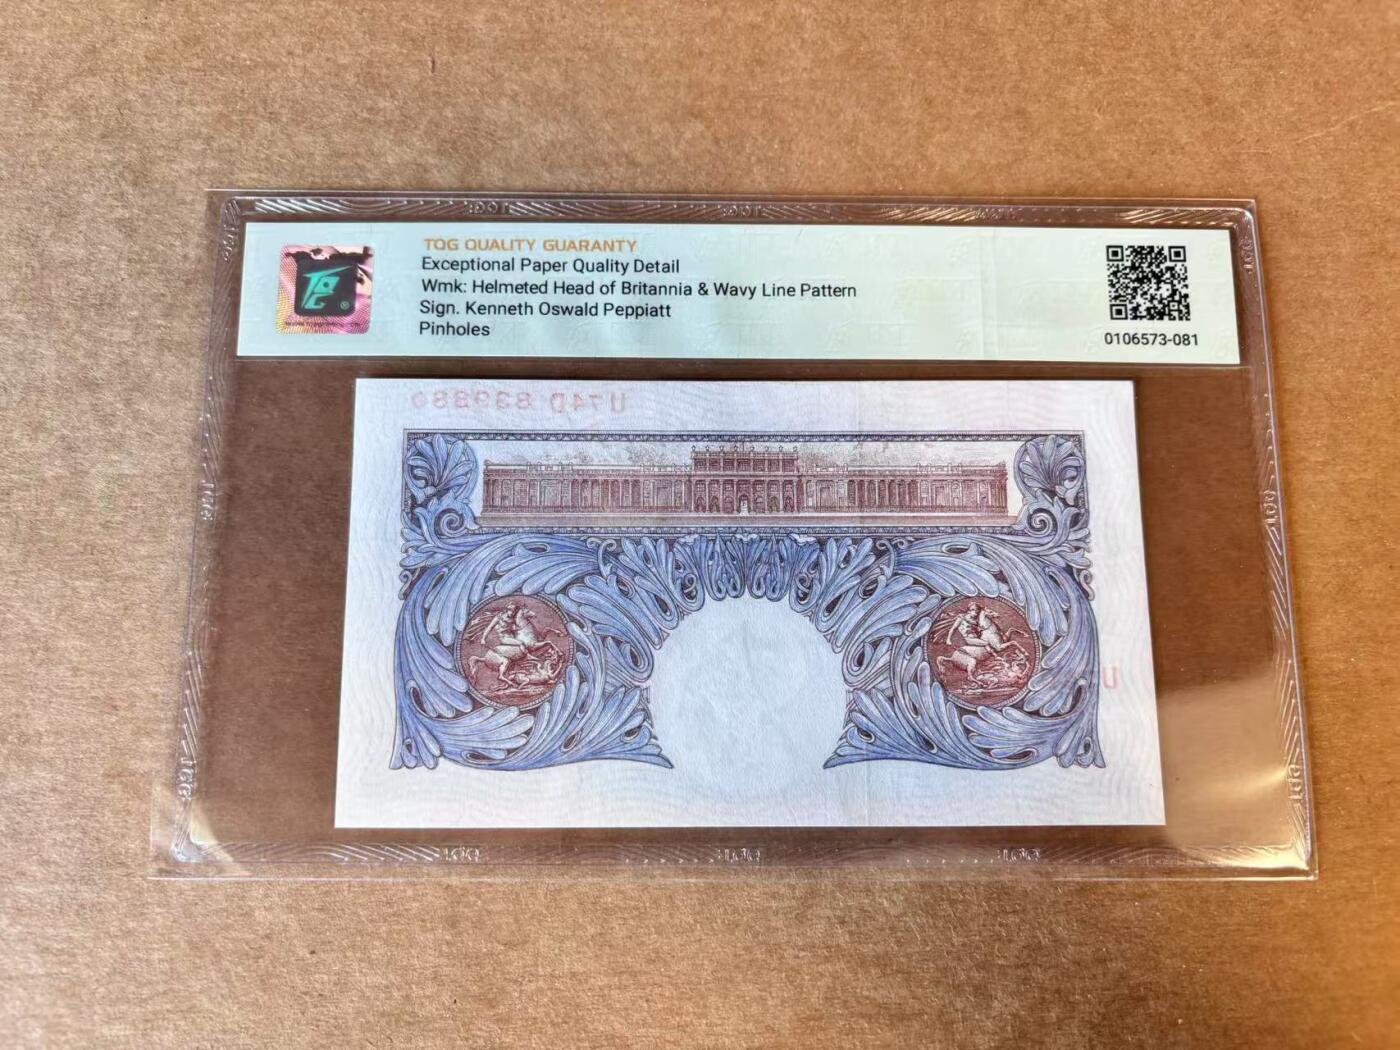 TQG QUALITY GUARANTY
Exceptional Paper Quality Detail
Wmk: Helmeted Head of Britannia & Wavy Line Pattern
Sign. Kenneth Oswald Peppiatt
Pinholes
0106573-081